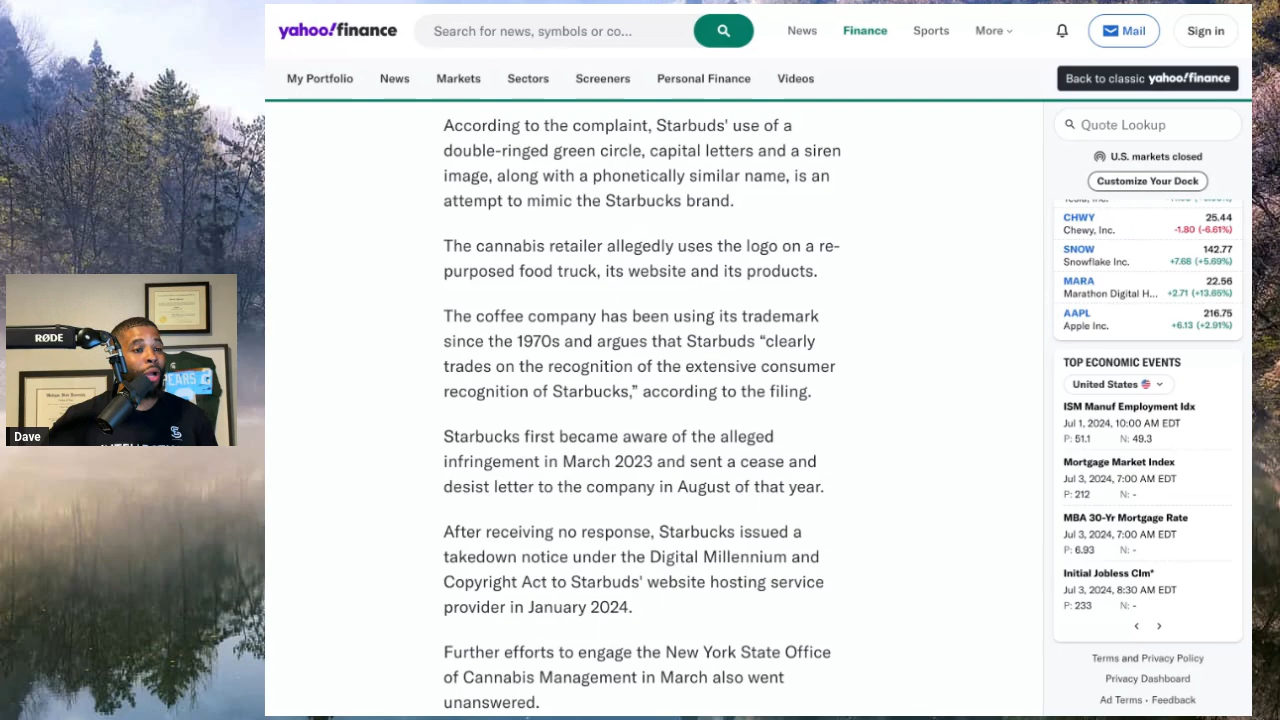 yahoo!finance
Search for news, symbols or co...
News
Finance
Sports
More
Mail
Sign in
My Portfolio
News
Markets
Sectors
Screeners
Personal Finance
Videos
Back to classic yahoo!finance
According to the complaint, Starbuds' use of a
double-ringed green circle, capital letters and a siren
image, along with a phonetically similar name, is an
attempt to mimic the Starbucks brand.
The cannabis retailer allegedly uses the logo on a re-
purposed food truck, its website and its products.
The coffee company has been using its trademark
since the 1970s and argues that Starbuds “clearly
trades on the recognition of the extensive consumer
recognition of Starbucks,” according to the filing.
Starbucks first became aware of the alleged
infringement in March 2023 and sent a cease and
desist letter to the company in August of that year.
After receiving no response, Starbucks issued a
takedown notice under the Digital Millennium and
Copyright Act to Starbuds' website hosting service
provider in January 2024.
Further efforts to engage the New York State Office
of Cannabis Management in March also went
unanswered.
Quote Lookup
U.S. markets closed
Customize Your Dock
CHWY 25.44
Chewy, Inc. -1.80 (-6.61%)
SNOW 142.77
Snowflake Inc. +7.68 (+5.69%)
MARA 22.56
Marathon Digital H... +2.71 (+13.65%)
AAPL 216.75
Apple Inc. +6.13 (+2.91%)
TOP ECONOMIC EVENTS
United States
ISM Manuf Employment Idx
Jul 1, 2024, 10:00 AM EDT
P: 51.1 N: 49.3
Mortgage Market Index
Jul 3, 2024, 7:00 AM EDT
P: 212 N: -
MBA 30-Yr Mortgage Rate
Jul 3, 2024, 7:00 AM EDT
P: 6.93 N: -
Initial Jobless Clm*
Jul 3, 2024, 8:30 AM EDT
P: 233 N: -
Terms and Privacy Policy
Privacy Dashboard
Ad Terms • Feedback
RØDE
Dave